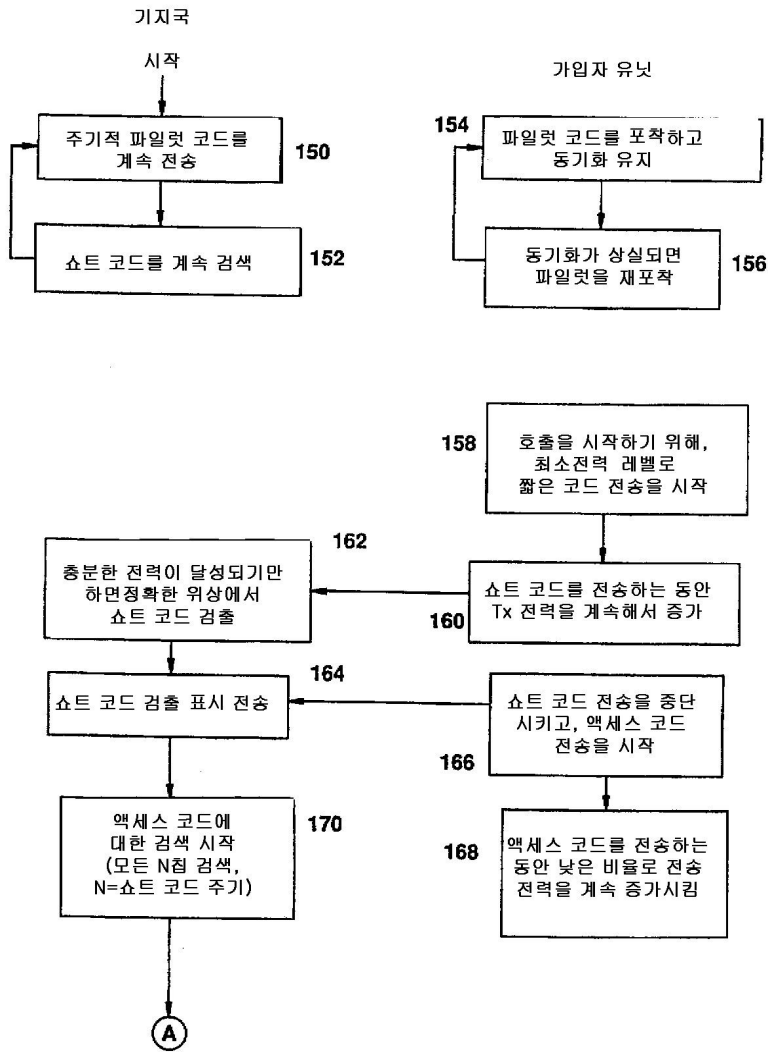 기지국
시작
가입자 유닛
주기적 파일럿 코드를
계속 전송
150
154
파일럿 코드를 포착하고
동기화 유지
쇼트 코드를 계속 검색
152
동기화가 상실되면
파일럿을 재포착
156
158
호출을 시작하기 위해,
최소전력 레벨로
짧은 코드 전송을 시작
162
충분한 전력이 달성되기만
하면정확한 위상에서
쇼트 코드 검출
쇼트 코드를 전송하는 동안
Tx 전력을 계속해서 증가
160
164
쇼트 코드 검출 표시 전송
쇼트 코드 전송을 중단
시키고, 액세스 코드
전송을 시작
166
액세스 코드에
대한 검색 시작
(모든 N칩 검색,
N=쇼트 코드 주기)
170
168
액세스 코드를 전송하는
동안 낮은 비율로 전송
전력을 계속 증가시킴
A